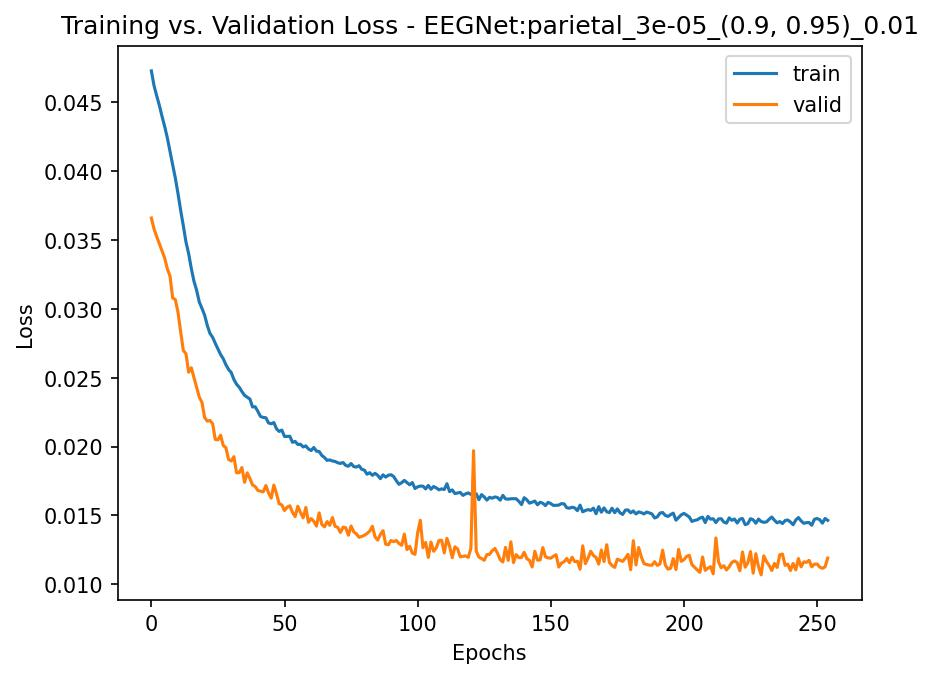 Training vs. Validation Loss - EEGNet:parietal_3e-05_(0.9, 0.95)_0.01
train
valid
0.045
0.040
0.035
0.030
0.025
0.020
0.015
0.010
Loss
0 50 100 150 200 250
Epochs